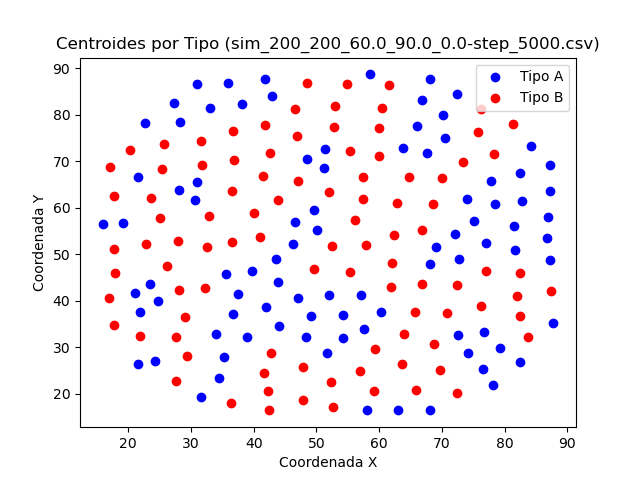 Centroides por Tipo (sim_200_200_60.0_90.0_0.0-step_5000.csv)
Tipo A
Tipo B
90
80
70
60
50
40
30
20
Coordenada Y
20 30 40 50 60 70 80 90
Coordenada X